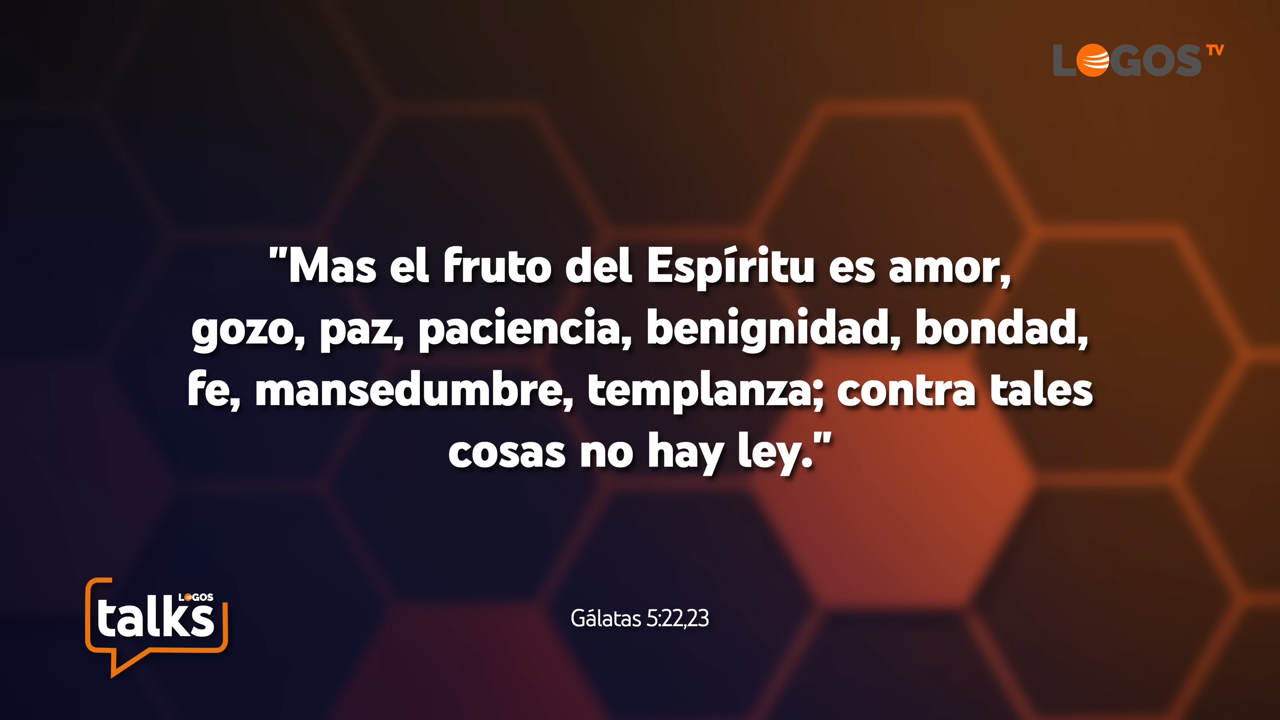 LOGOS TV
"Mas el fruto del Espíritu es amor,
gozo, paz, paciencia, benignidad, bondad,
fe, mansedumbre, templanza; contra tales
cosas no hay ley."
Gálatas 5:22,23
LOGOS
talks